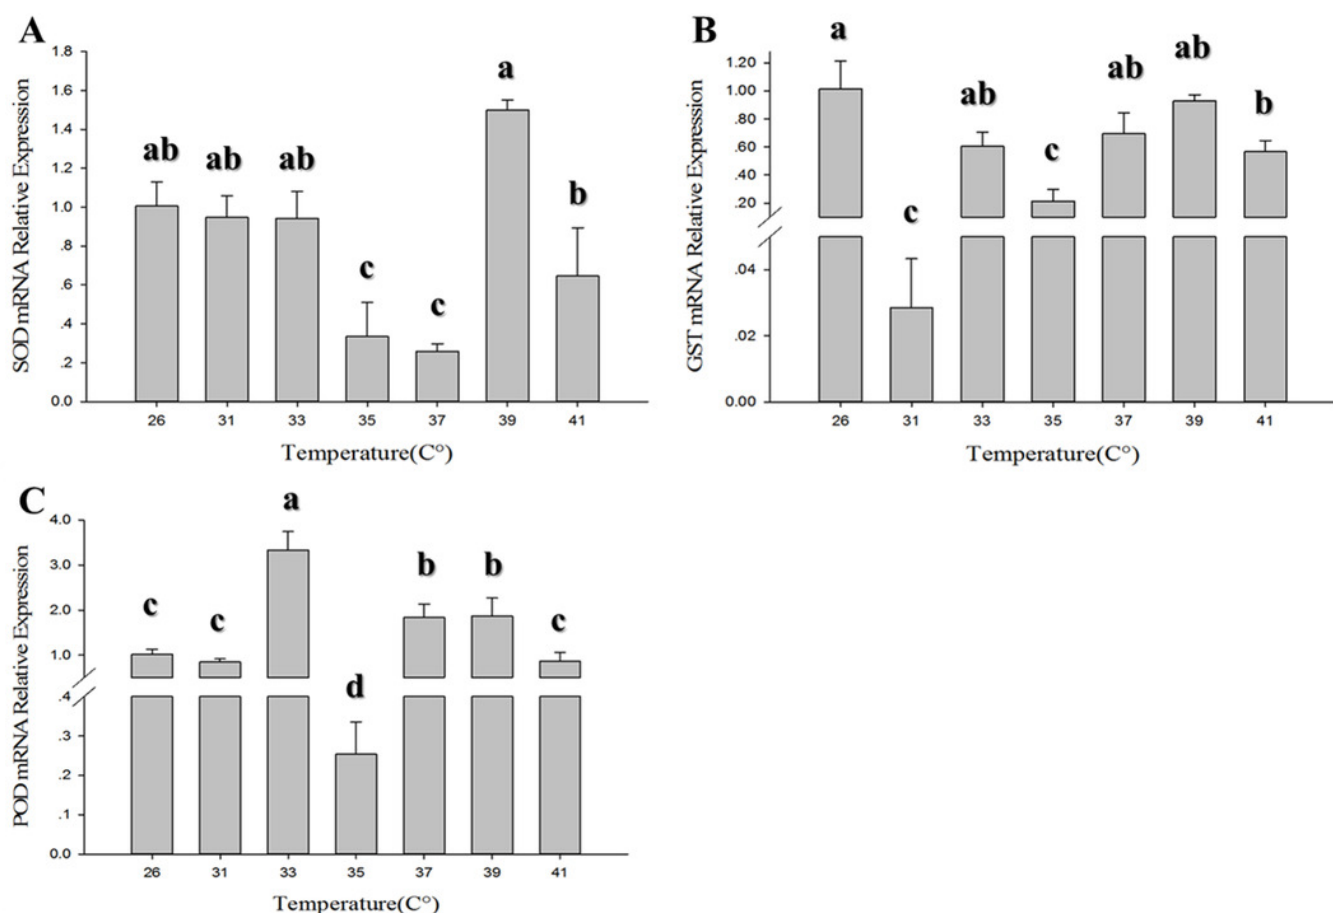 A
SOD mRNA Relative Expression
1.8
1.6
1.4
1.2
1.0
.8
.6
.4
.2
0.0
ab
ab
ab
c
c
a
b
26 31 33 35 37 39 41
Temperature(C°)
B
GST mRNA Relative Expression
1.20
1.00
.80
.60
.40
.20
.04
.02
0.00
a
c
ab
c
ab
ab
b
26 31 33 35 37 39 41
Temperature(C°)
C
POD mRNA Relative Expression
4.0
3.0
2.0
1.0
.4
.3
.2
.1
0.0
c
c
a
d
b
b
c
26 31 33 35 37 39 41
Temperature(C°)